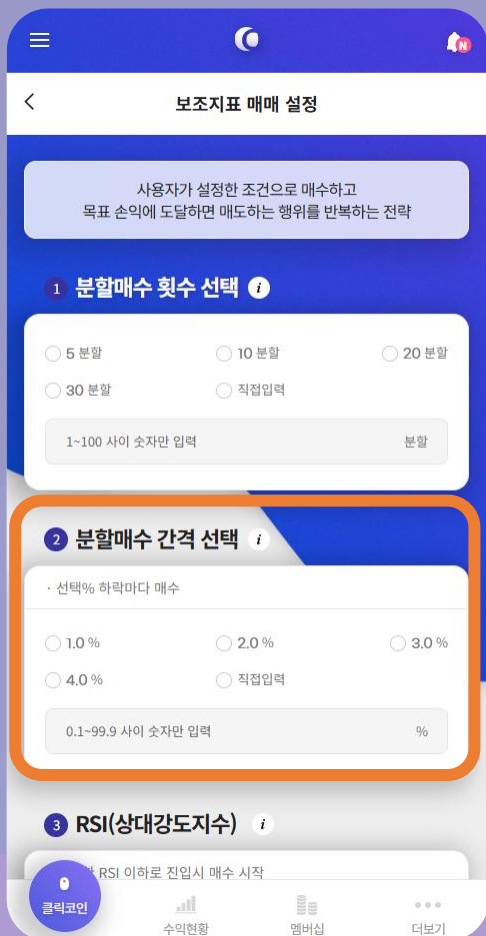 N
보조지표 매매 설정
사용자가 설정한 조건으로 매수하고
목표 손익에 도달하면 매도하는 행위를 반복하는 전략
1 분할매수 횟수 선택 i
5 분할 10 분할 20 분할
30 분할 직접입력
1~100 사이 숫자만 입력 분할
2 분할매수 간격 선택 i
· 선택% 하락마다 매수
1.0 % 2.0 % 3.0 %
4.0 % 직접입력
0.1~99.9 사이 숫자만 입력 %
3 RSI(상대강도지수) i
RSI 이하로 진입시 매수 시작
클릭코인 수익현황 멤버십 더보기